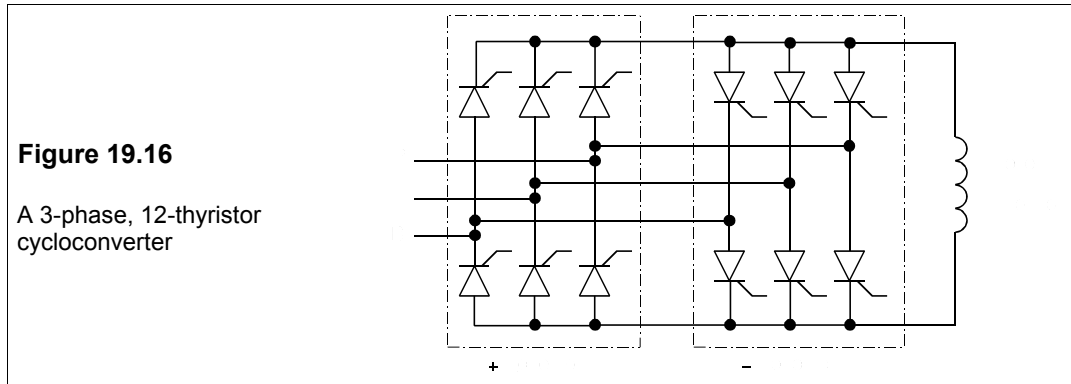 Figure 19.16
A 3-phase, 12-thyristor
cycloconverter
+
-